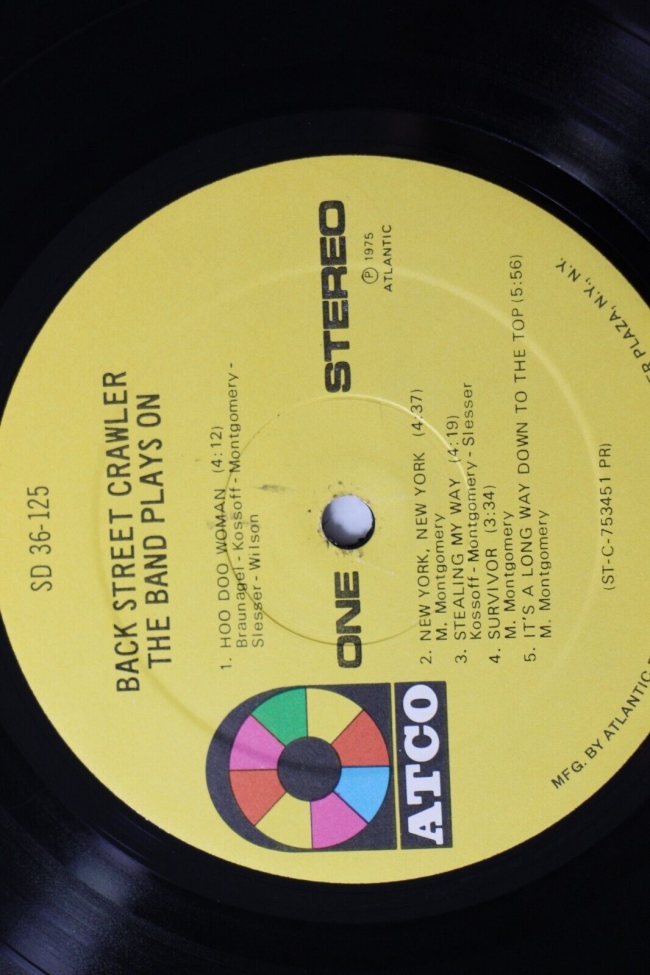 SD 36-125
BACK STREET CRAWLER
THE BAND PLAYS ON
1. HOO DOO WOMAN (4:12)
Braunagel - Kossoff - Montgomery -
Slesser - Wilson
ONE STEREO
Ⓟ 1975
ATLANTIC
2. NEW YORK, NEW YORK (4:37)
M. Montgomery
3. STEALING MY WAY (4:19)
Kossoff - Montgomery - Slesser
4. SURVIVOR (3:34)
M. Montgomery
5. IT'S A LONG WAY DOWN TO THE TOP (5:56)
M. Montgomery
ATCO
(ST-C-753451 PR)
MFG. BY ATLANTIC
PLAZA, N.Y., N.Y.